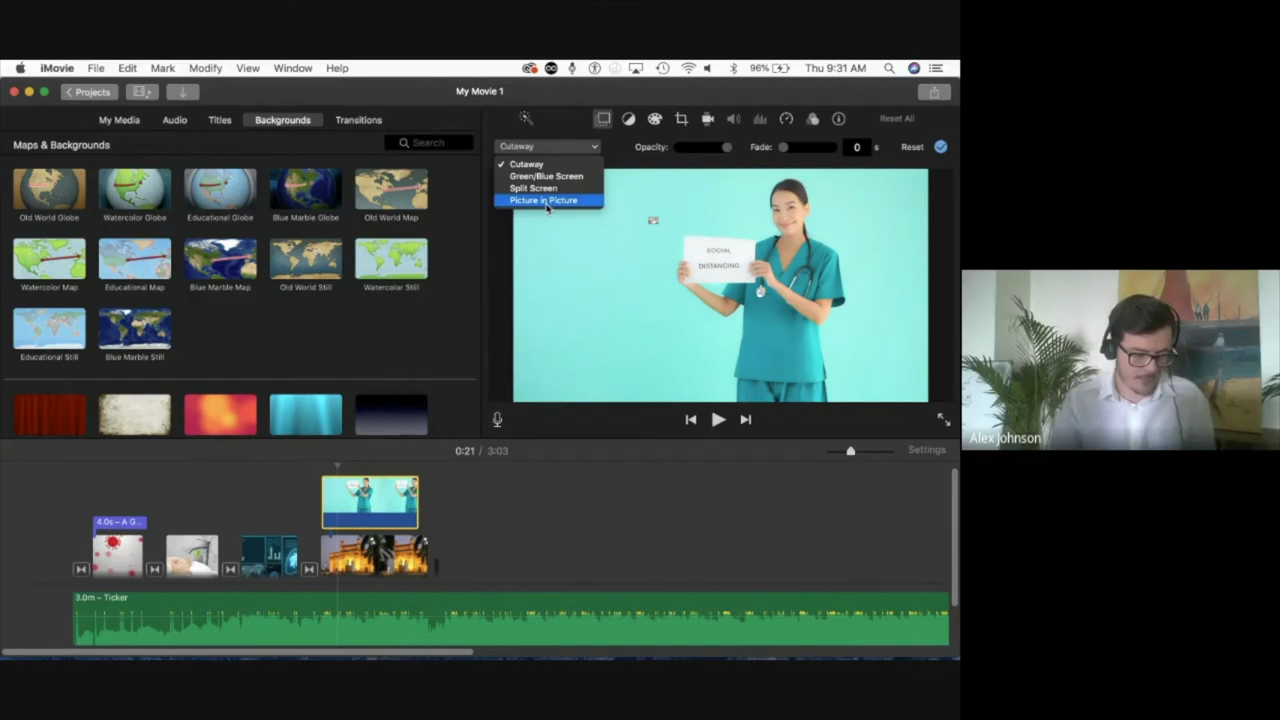 iMovie File Edit Mark Modify View Window Help 96% Thu 9:31 AM
Projects My Movie 1
My Media Audio Titles Backgrounds Transitions Reset All
Maps & Backgrounds Search
Cutaway Opacity: Fade: 0 s Reset
Cutaway
Green/Blue Screen
Split Screen
Picture in Picture
Old World Globe Watercolor Globe Educational Globe Blue Marble Globe Old World Map
Watercolor Map Educational Map Blue Marble Map Old World Still Watercolor Still
Educational Still Blue Marble Still
SOCIAL
DISTANCING
Alex Johnson
0:21 / 3:03 Settings
4.0s – A G...
3.0m – Ticker